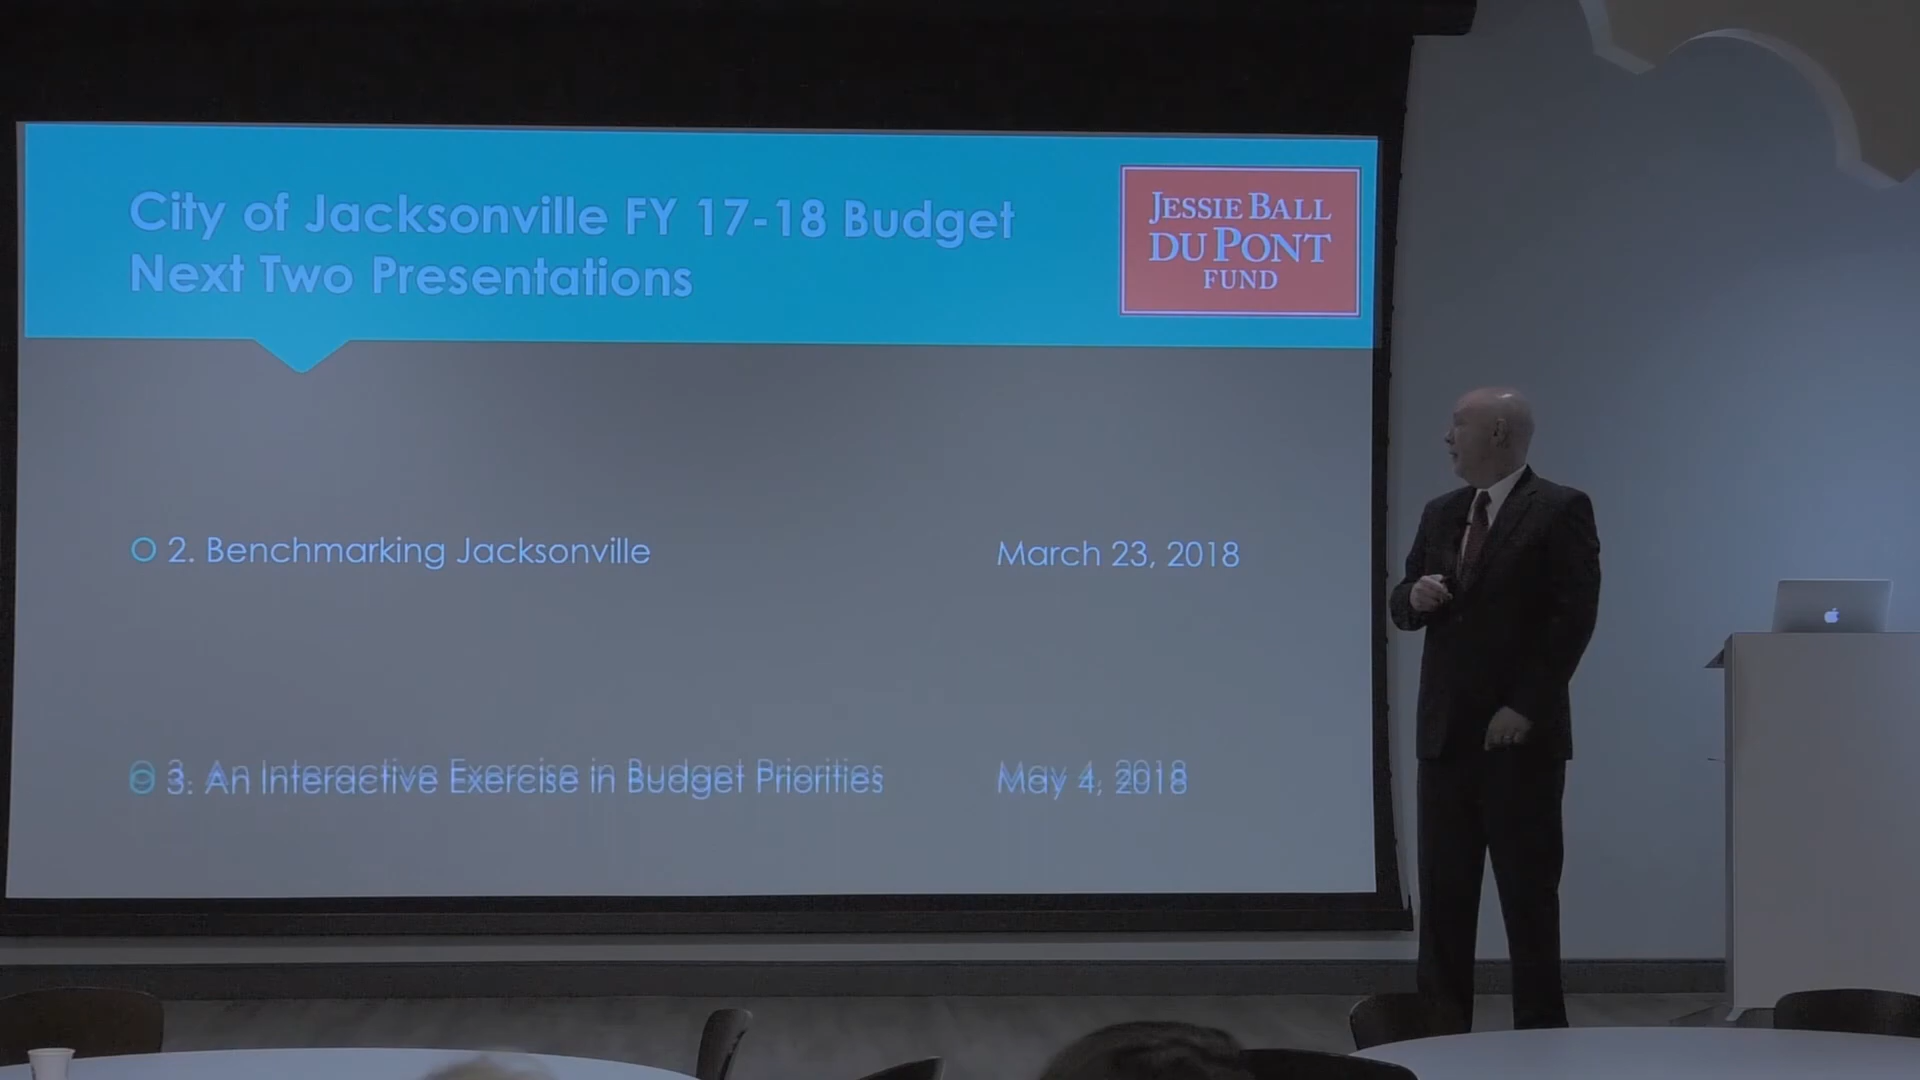 City of Jacksonville FY 17-18 Budget
Next Two Presentations
JESSIE BALL
DU PONT
FUND
2. Benchmarking Jacksonville March 23, 2018
3. An Interactive Exercise in Budget Priorities May 4, 2018